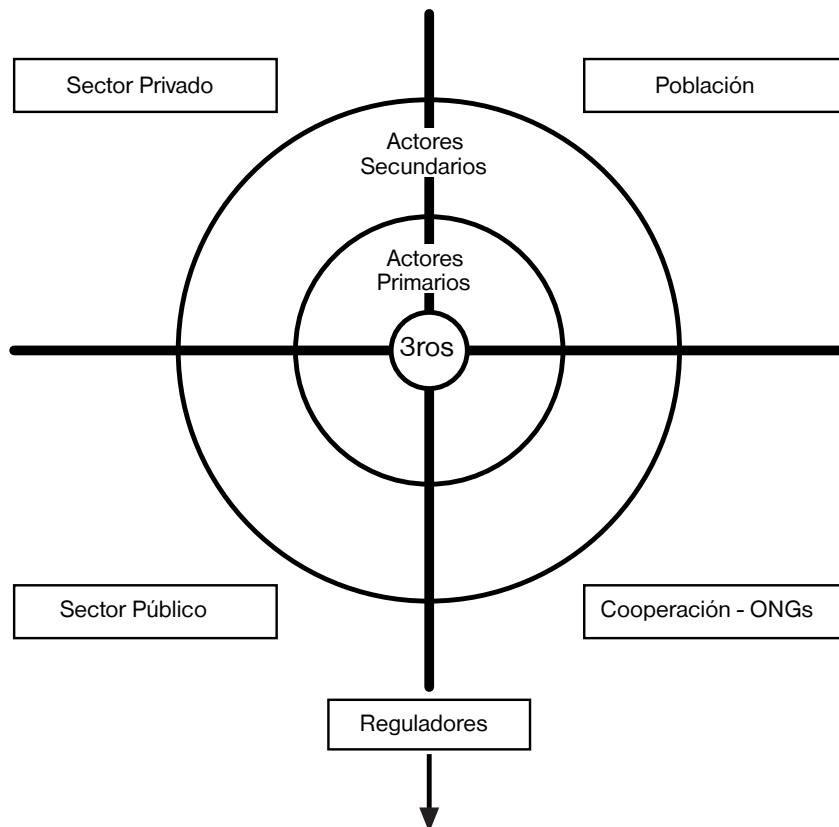 Sector Privado
Población
Actores
Secundarios
Actores
Primarios
3ros
Sector Público
Cooperación - ONGs
Reguladores